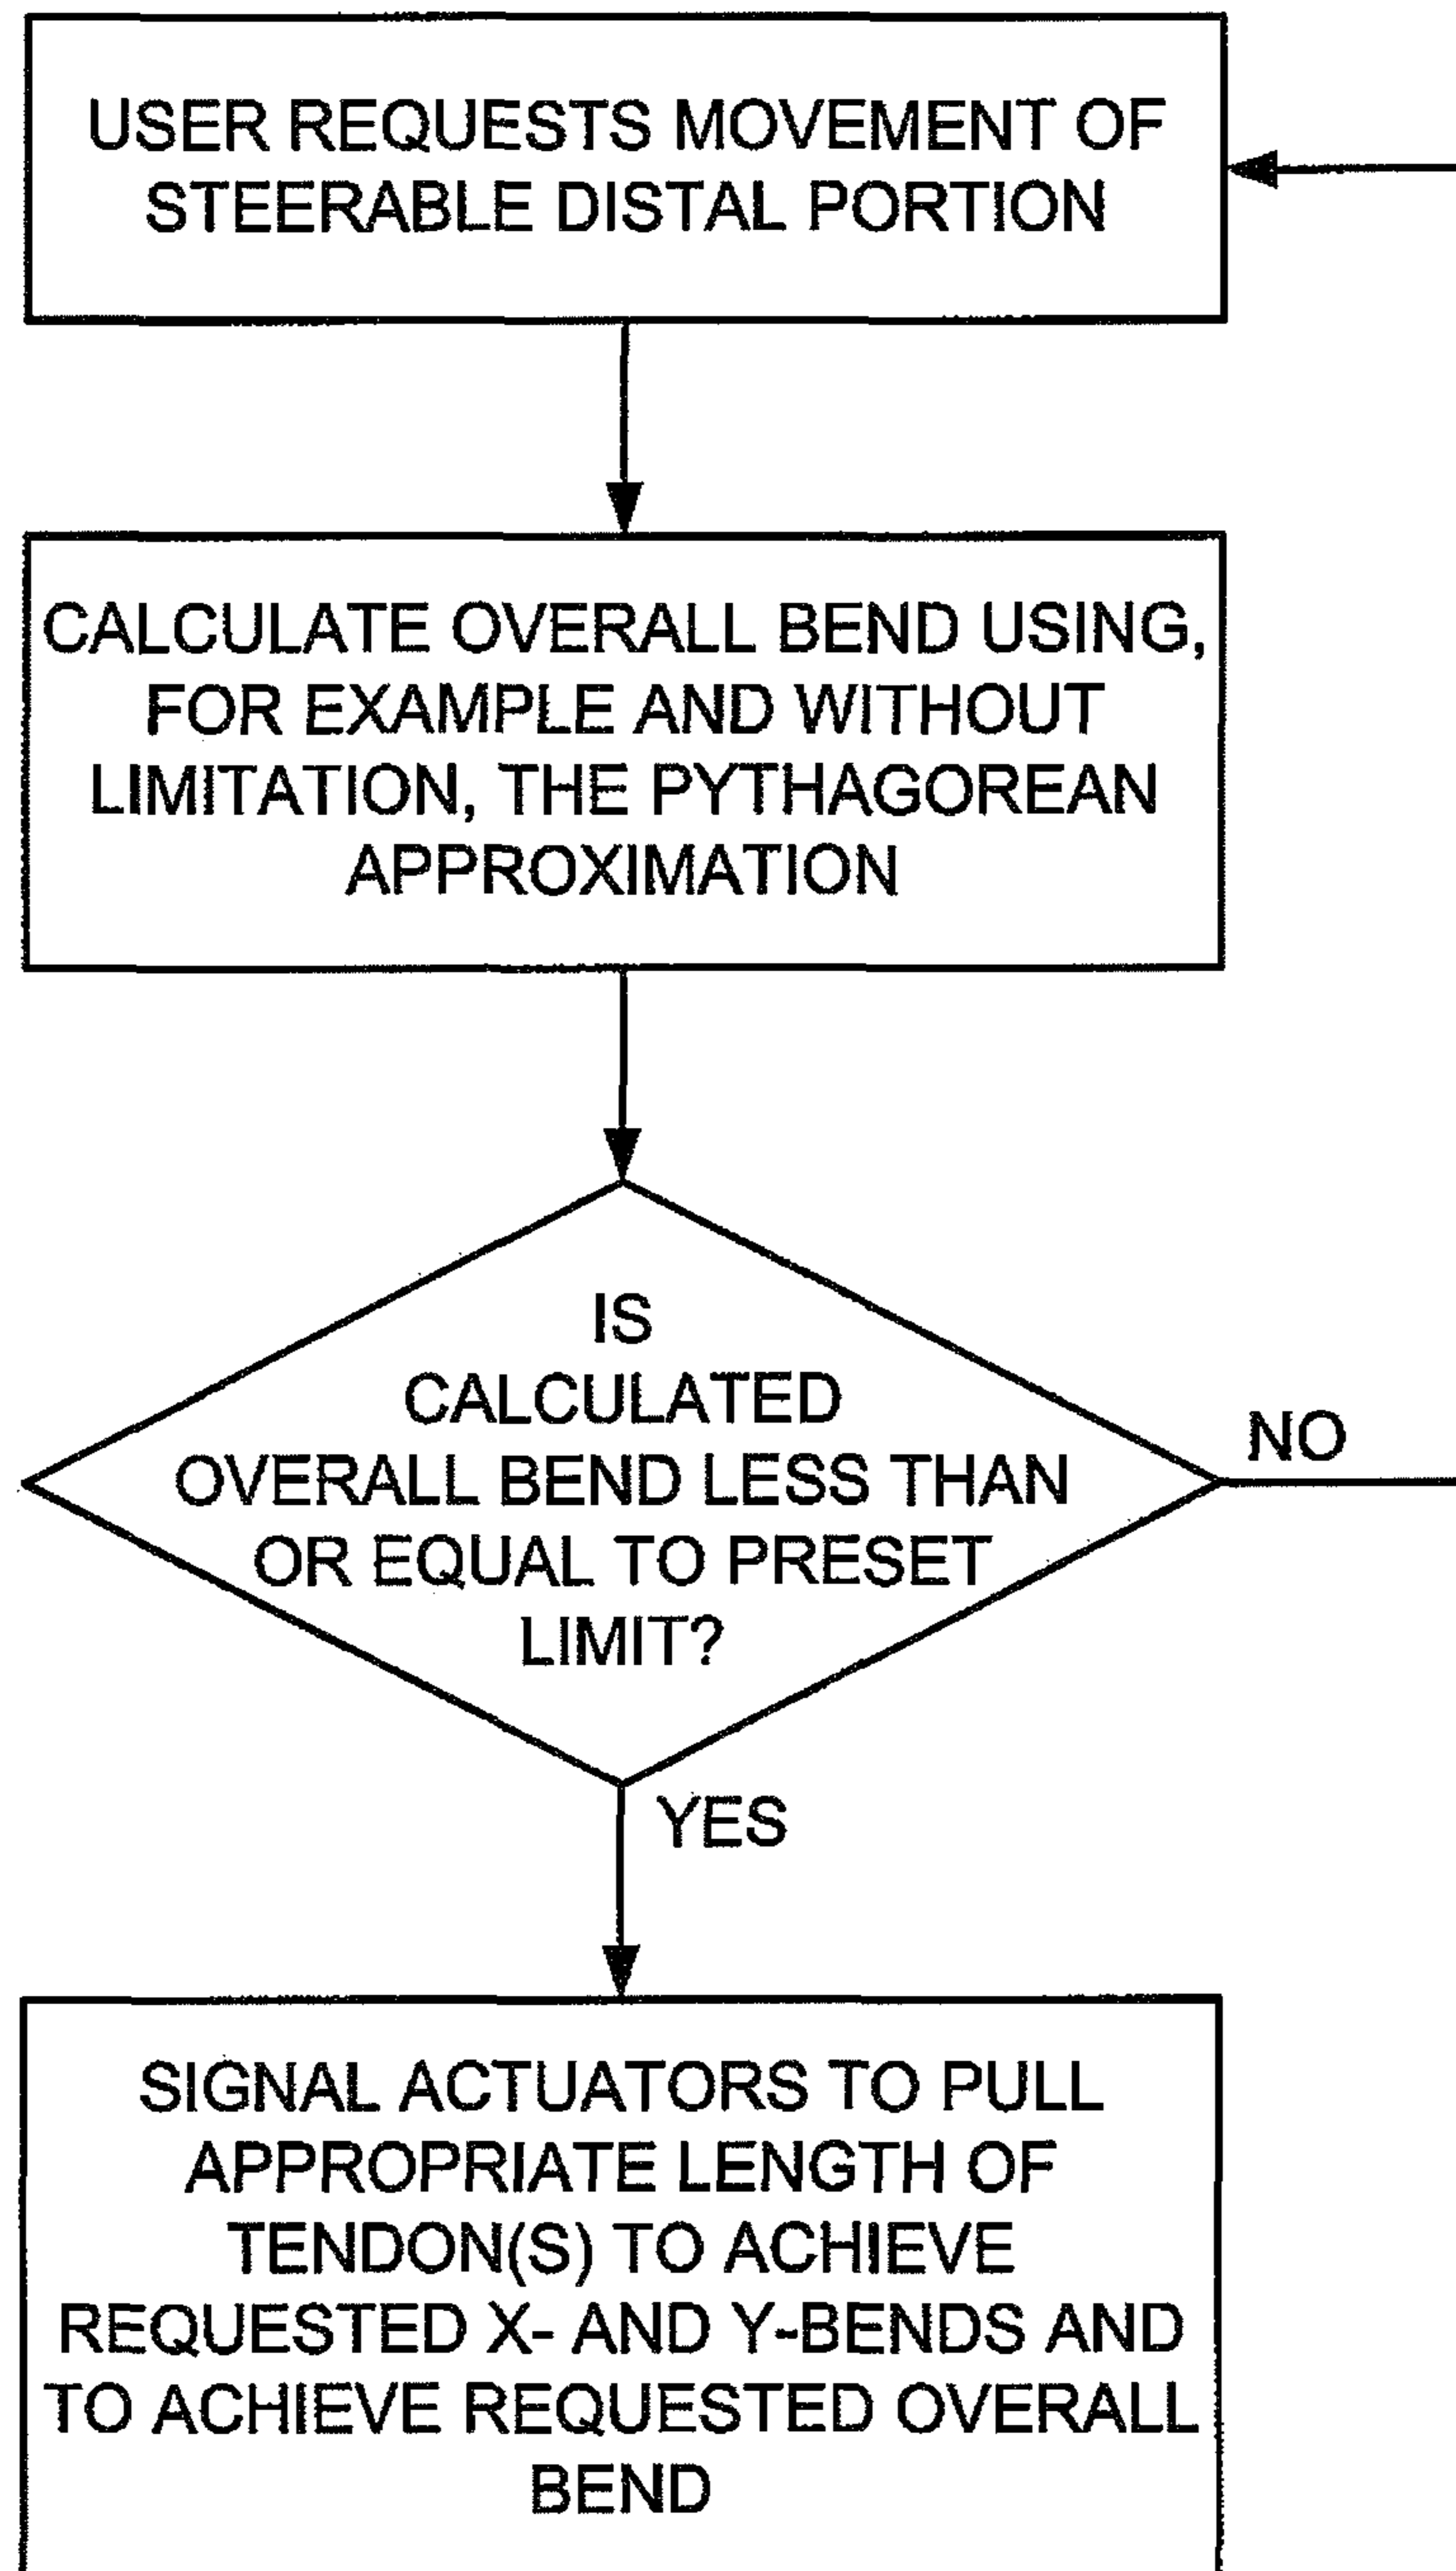 USER REQUESTS MOVEMENT OF
STEERABLE DISTAL PORTION
CALCULATE OVERALL BEND USING,
FOR EXAMPLE AND WITHOUT
LIMITATION, THE PYTHAGOREAN
APPROXIMATION
IS
CALCULATED
OVERALL BEND LESS THAN
OR EQUAL TO PRESET
LIMIT?
NO
YES
SIGNAL ACTUATORS TO PULL
APPROPRIATE LENGTH OF
TENDON(S) TO ACHIEVE
REQUESTED X- AND Y-BENDS AND
TO ACHIEVE REQUESTED OVERALL
BEND